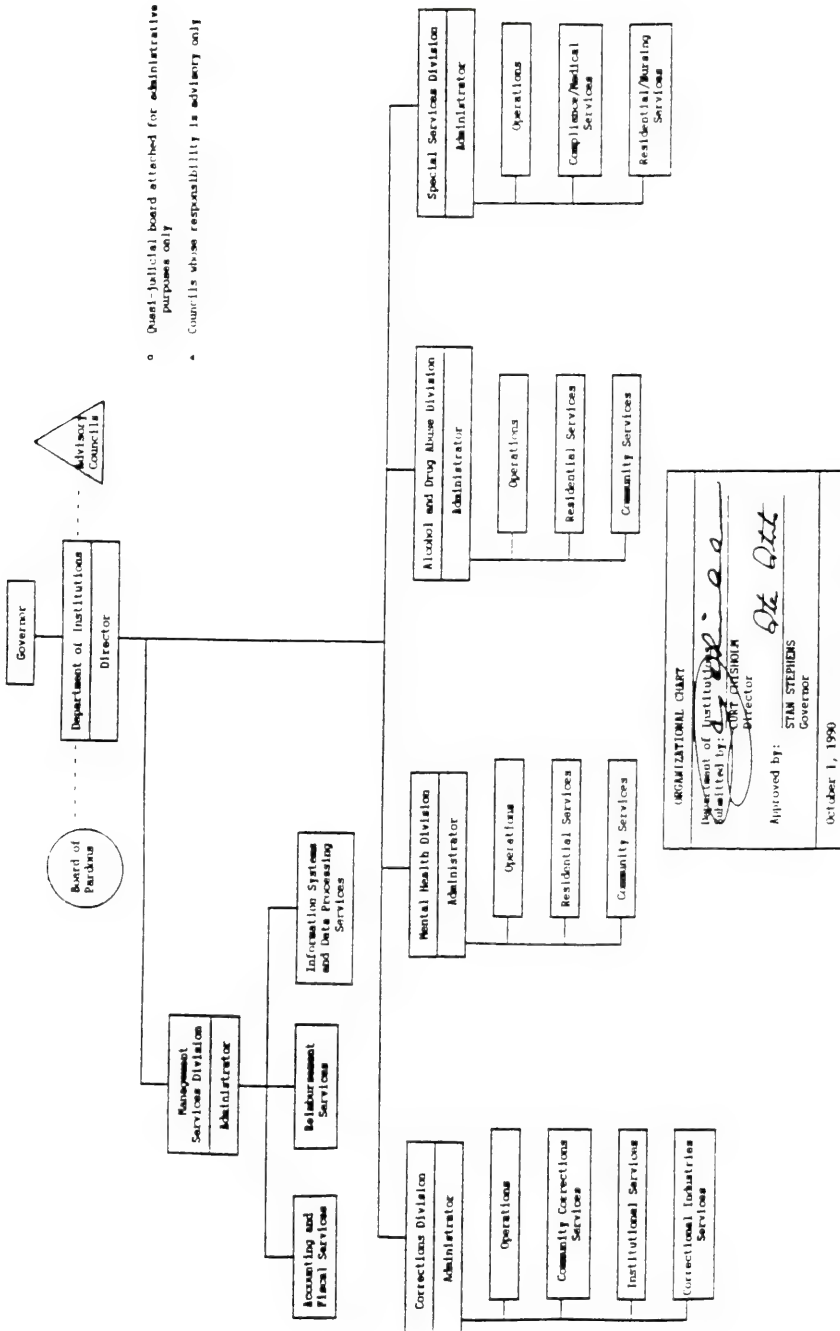 Governor
Department of Institutions
Director
Board of
Pardons
Advisory
Councils
o Quasi-judicial board attached for administrative
purposes only
Councils whose responsibility is advisory only
Management
Services Division
Administrator
Accounting and
Fiscal Services
Reimbursement
Services
Information Systems
and Data Processing
Services
Corrections Division
Administrator
Operations
Community Corrections
Services
Institutional Services
Correctional Industries
Services
Mental Health Division
Administrator
Operations
Residential Services
Community Services
Alcohol and Drug Abuse Division
Administrator
Operations
Residential Services
Community Services
Special Services Division
Administrator
Operations
Compliance/Medical
Services
Residential/Nursing
Services
ORGANIZATIONAL CHART
Department of Institutions
Submitted by:
CURT CHISHOLM
Director
Approved by:
STAN STEPHENS
Governor
October 1, 1990